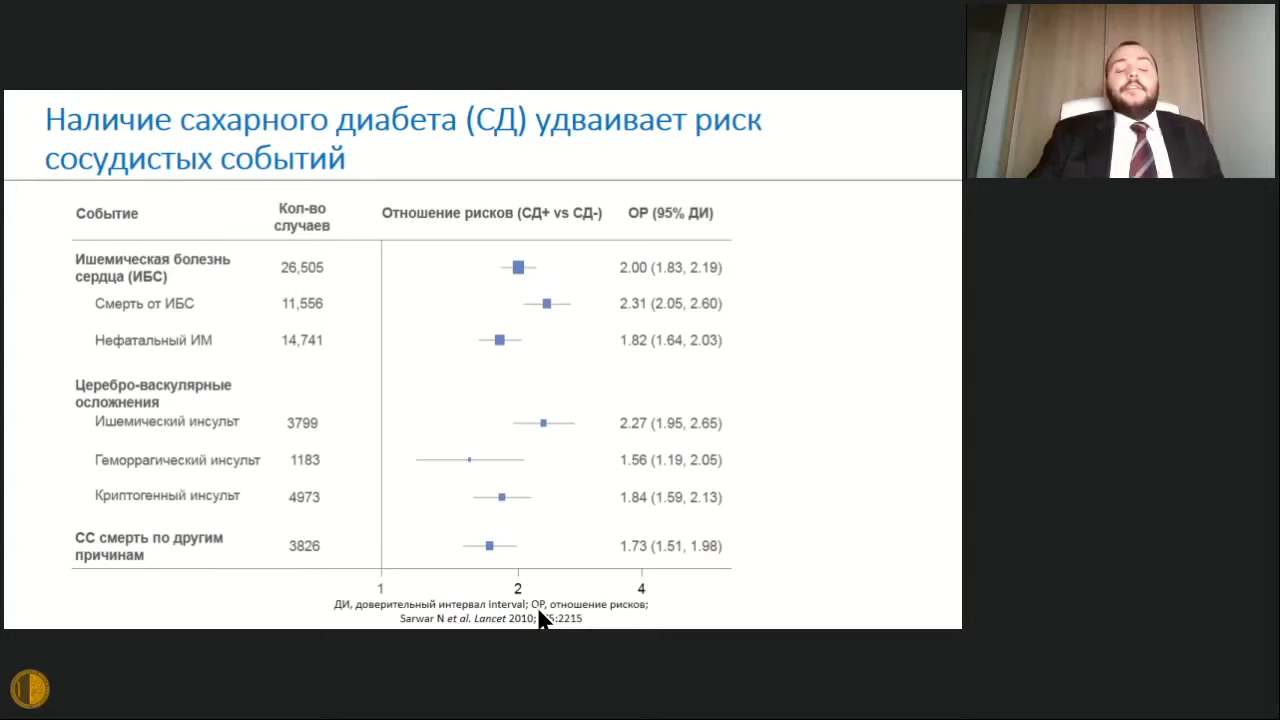 Наличие сахарного диабета (СД) удваивает риск
сосудистых событий
Событие
Кол-во
случаев
Отношение рисков (СД+ vs СД-)
ОР (95% ДИ)
Ишемическая болезнь
сердца (ИБС)
26,505
2.00 (1.83, 2.19)
Смерть от ИБС
11,556
2.31 (2.05, 2.60)
Нефатальный ИМ
14,741
1.82 (1.64, 2.03)
Церебро-васкулярные
осложнения
Ишемический инсульт
3799
2.27 (1.95, 2.65)
Геморрагический инсульт
1183
1.56 (1.19, 2.05)
Криптогенный инсульт
4973
1.84 (1.59, 2.13)
СС смерть по другим
причинам
3826
1.73 (1.51, 1.98)
1
2
4
ДИ, доверительный интервал interval; ОР, отношение рисков;
Sarwar N et al. Lancet 2010; :2215